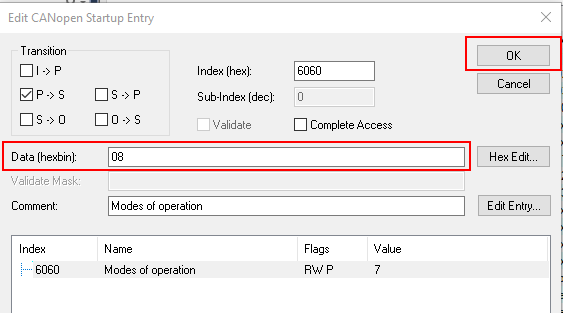 Edit CANopen Startup Entry
Transition
I -> P
P -> S
S -> P
S -> O
O -> S
Index (hex): 6060
Sub-Index (dec): 0
Validate
Complete Access
OK
Cancel
Data (hexbin): 08
Hex Edit...
Validate Mask:
Comment: Modes of operation
Edit Entry...
Index Name Flags Value
6060 Modes of operation RW P 7